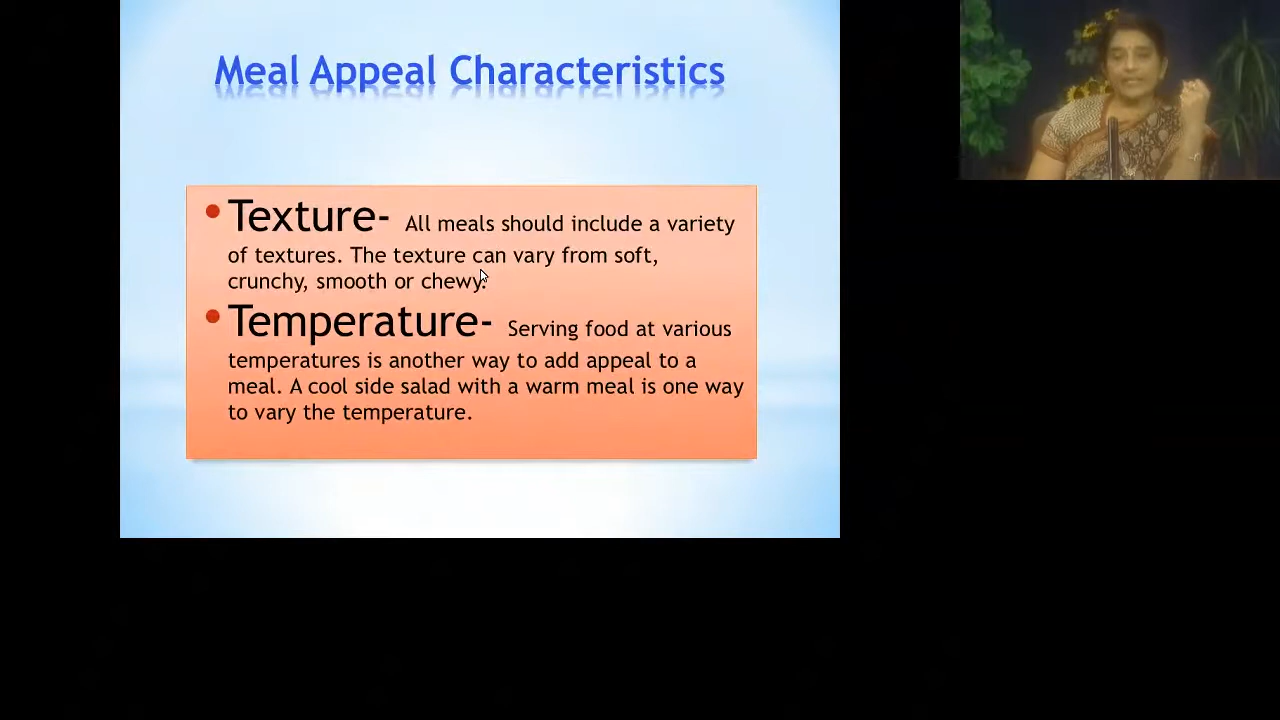 Meal Appeal Characteristics
• Texture- All meals should include a variety
of textures. The texture can vary from soft,
crunchy, smooth or chewy.
• Temperature- Serving food at various
temperatures is another way to add appeal to a
meal. A cool side salad with a warm meal is one way
to vary the temperature.